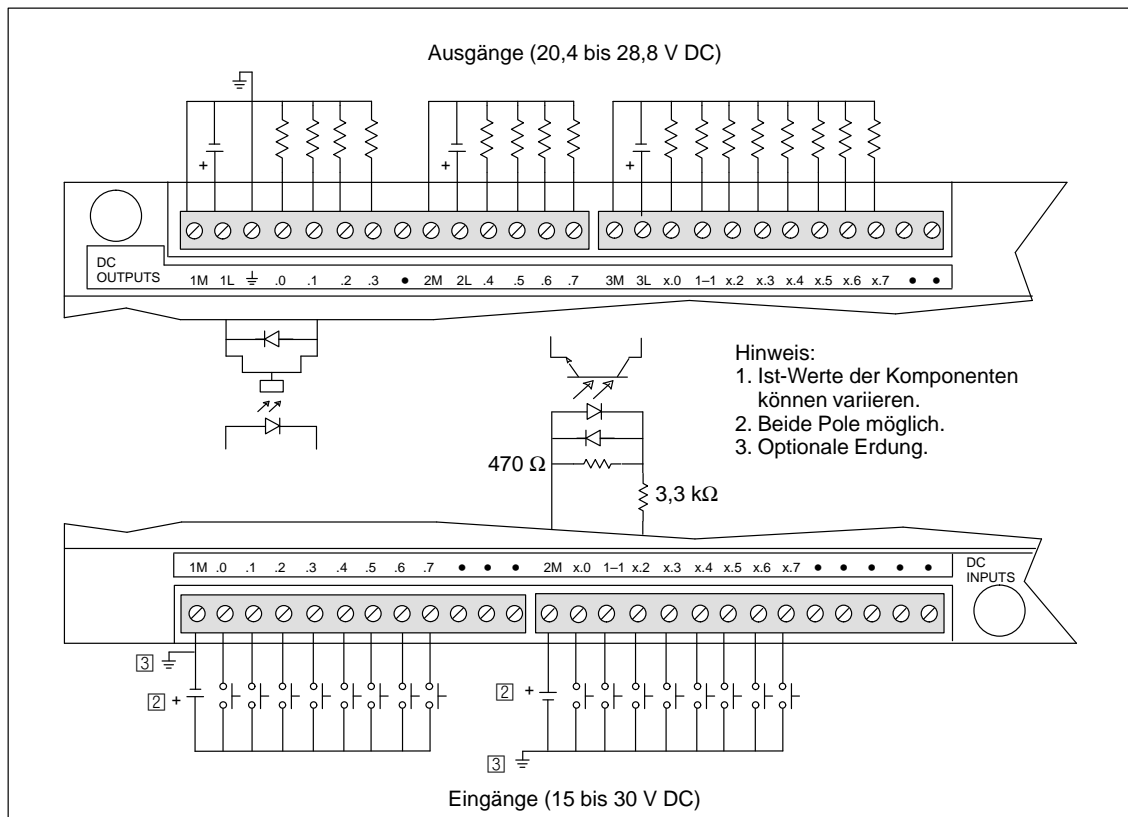 Ausgänge (20,4 bis 28,8 V DC)
+ + +
DC
OUTPUTS
1M 1L .0 .1 .2 .3 • 2M 2L .4 .5 .6 .7 3M 3L x.0 1–1 x.2 x.3 x.4 x.5 x.6 x.7 • •
Hinweis:
1. Ist-Werte der Komponenten
können variieren.
2. Beide Pole möglich.
3. Optionale Erdung.
470 Ω
3,3 kΩ
1M .0 .1 .2 .3 .4 .5 .6 .7 • • • 2M x.0 1–1 x.2 x.3 x.4 x.5 x.6 x.7 • • • • •
DC
INPUTS
3
2 + 2 +
3
Eingänge (15 bis 30 V DC)